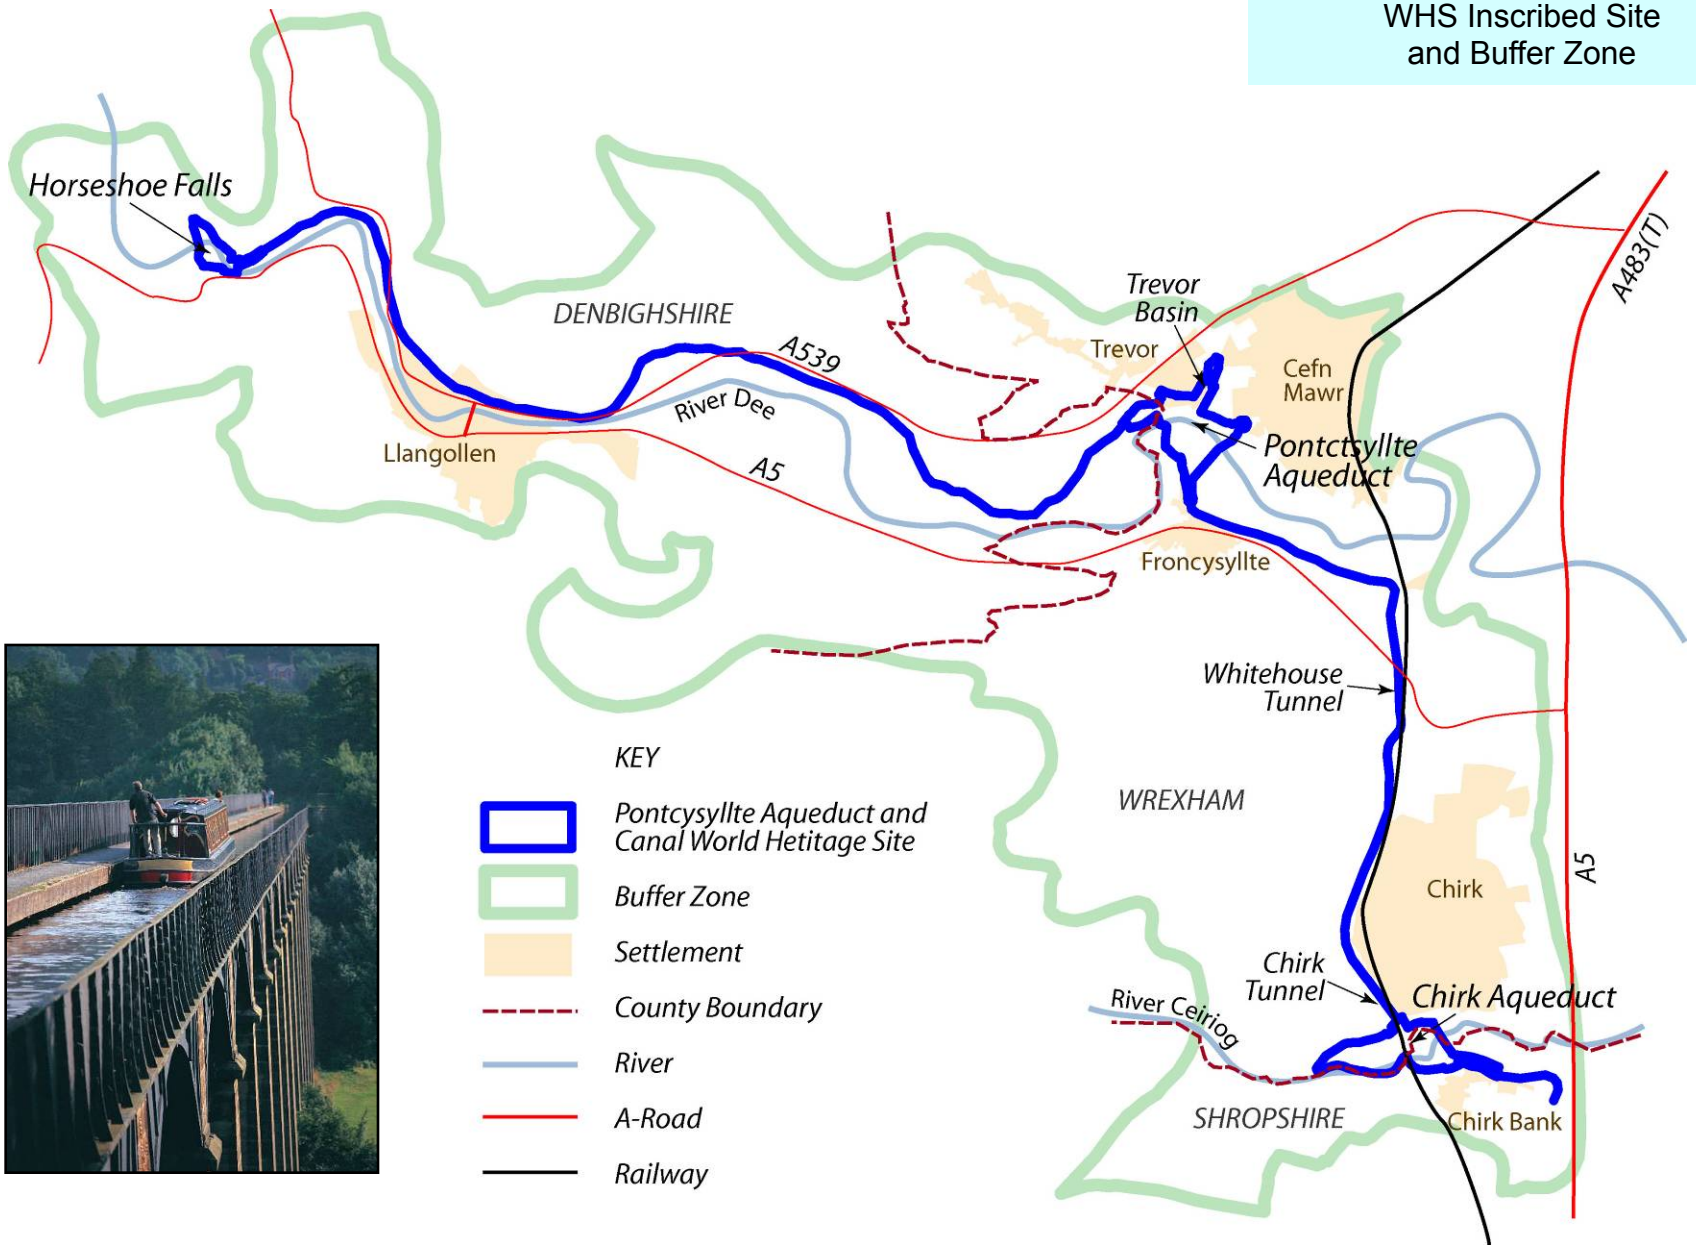 WHS Inscribed Site
and Buffer Zone
Horseshoe Falls
DENBIGHSHIRE
A539
River Dee
A5
Llangollen
Trevor
Basin
Trevor
Cefn
Mawr
A483(T)
Pontctsyllte
Aqueduct
Froncysyllte
Whitehouse
Tunnel
WREXHAM
A5
Chirk
Chirk
Tunnel
Chirk Aqueduct
River Ceiriog
SHROPSHIRE
Chirk Bank
KEY
Pontcysyllte Aqueduct and
Canal World Hetitage Site
Buffer Zone
Settlement
County Boundary
River
A-Road
Railway